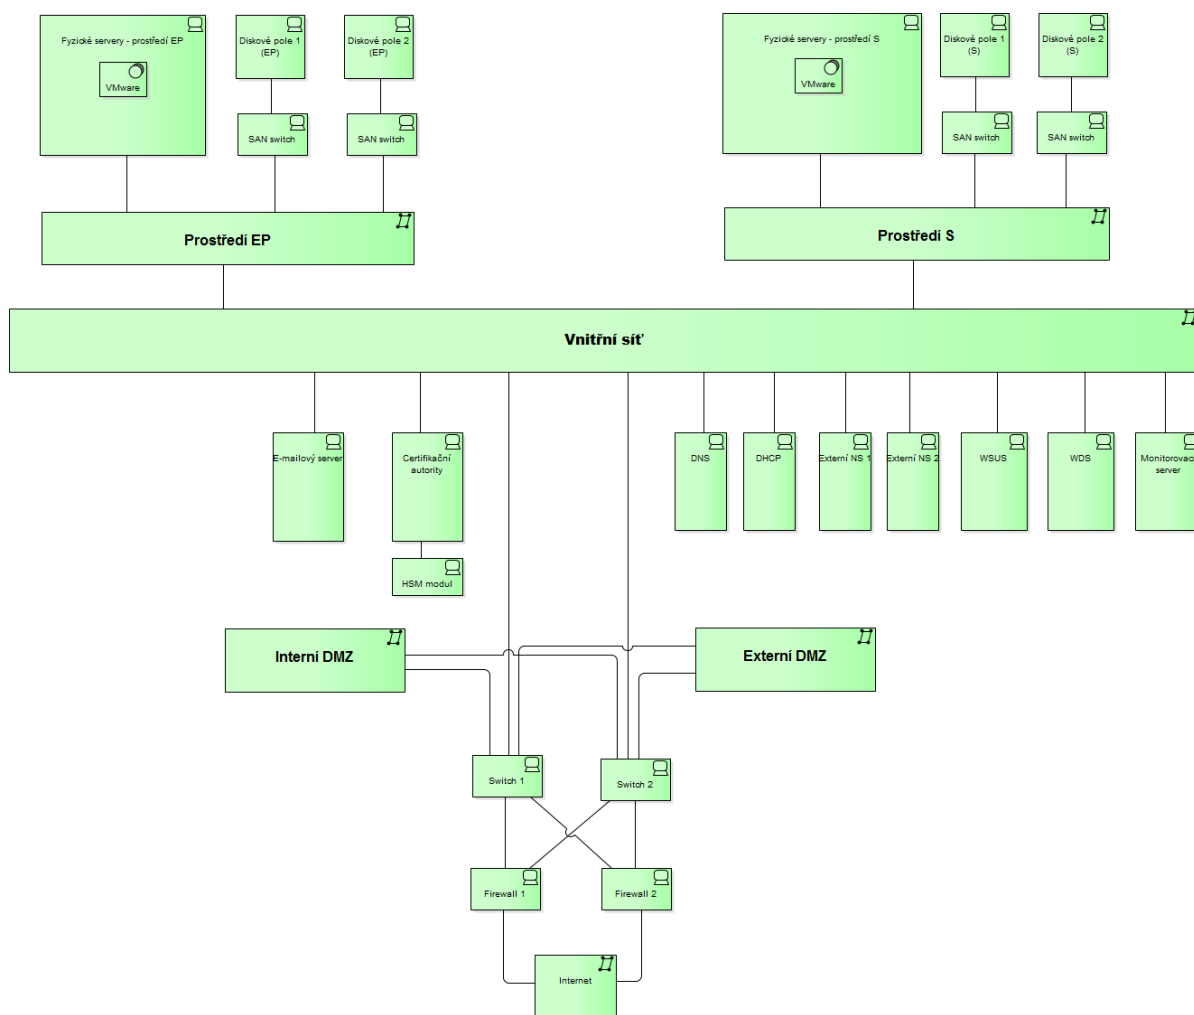 Fyzické servery - prostředí EP
VMware
Diskové pole 1
(EP)
Diskové pole 2
(EP)
SAN switch
SAN switch
Fyzické servery - prostředí S
VMware
Diskové pole 1
(S)
Diskové pole 2
(S)
SAN switch
SAN switch
Prostředí EP
Prostředí S
Vnitřní síť
E-mailový server
Certifikační
autority
HSM modul
DNS
DHCP
Externí NS 1
Externí NS 2
WSUS
WDS
Monitorovac
server
Interní DMZ
Externí DMZ
Switch 1
Switch 2
Firewall 1
Firewall 2
Internet